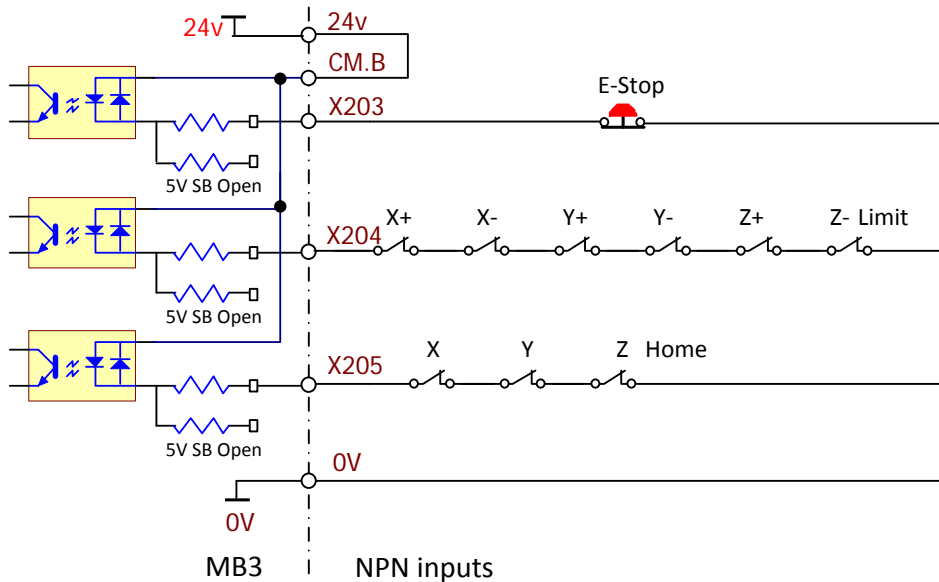 24v
24v
CM.B
X203
E-Stop
5V SB Open
X204
X+ X- Y+ Y- Z+ Z- Limit
5V SB Open
X205
X Y Z Home
5V SB Open
0V
0V
MB3 NPN inputs